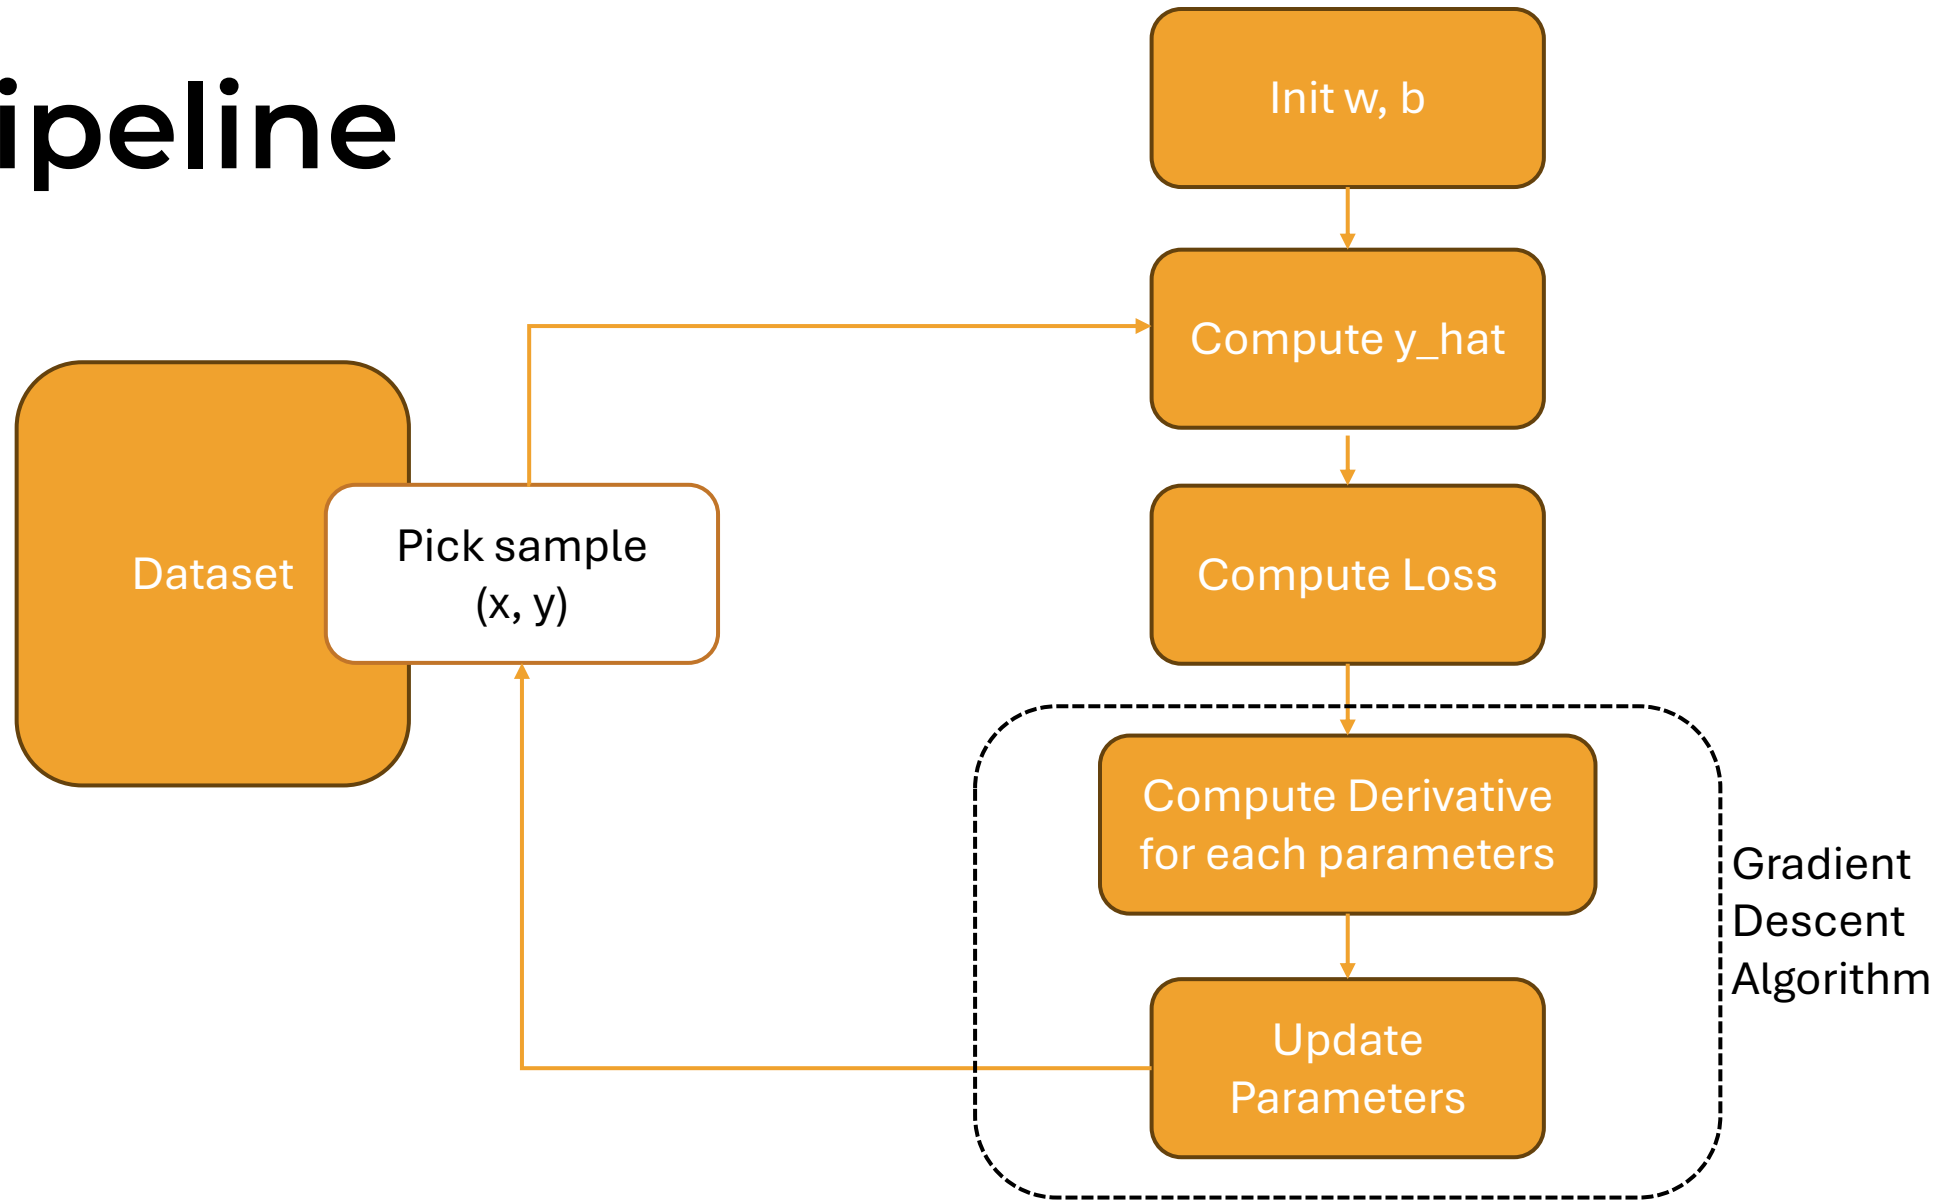 ipeline
Init w, b
Compute y_hat
Dataset
Pick sample
(x, y)
Compute Loss
Compute Derivative
for each parameters
Gradient
Descent
Algorithm
Update
Parameters